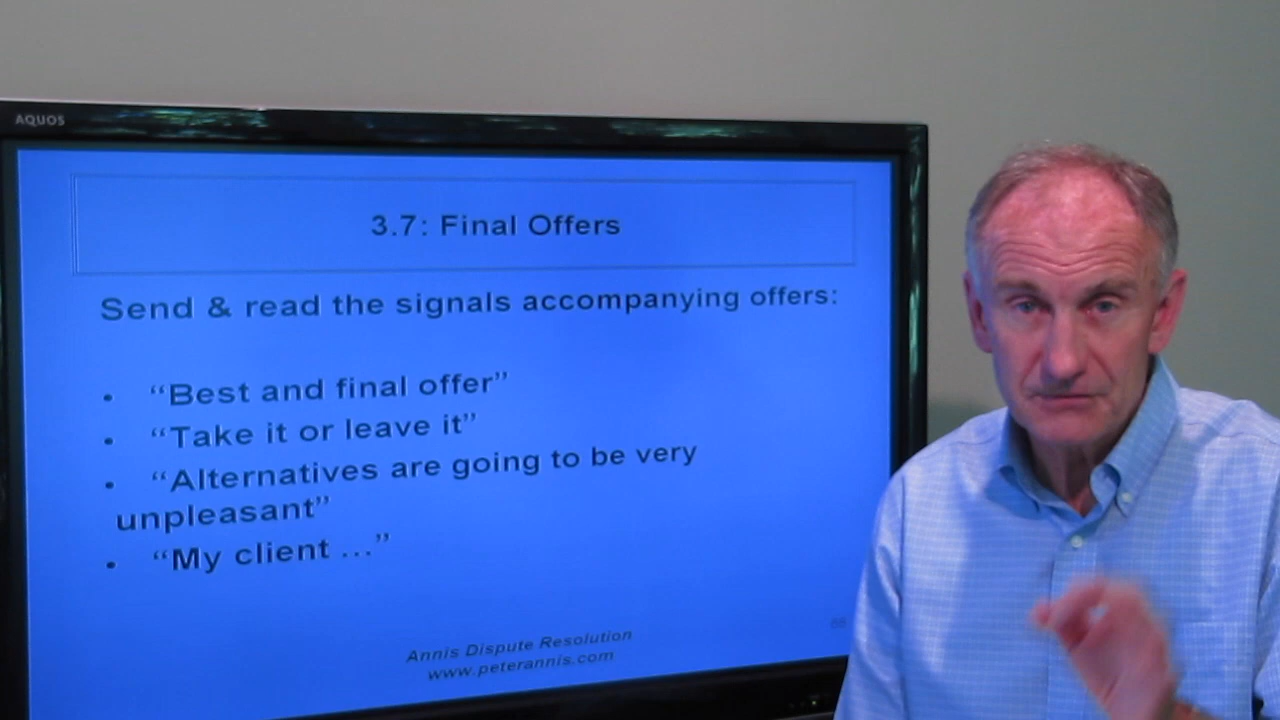 AQUOS
3.7: Final Offers
Send & read the signals accompanying offers:
• “Best and final offer”
• “Take it or leave it”
• “Alternatives are going to be very
unpleasant”
• “My client ...”
Annis Dispute Resolution
www.peterannis.com